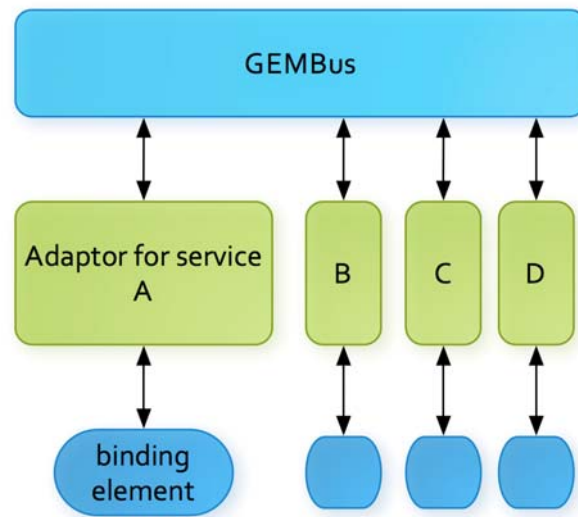 GEMBus
Adaptor for service
A
B
C
D
binding
element